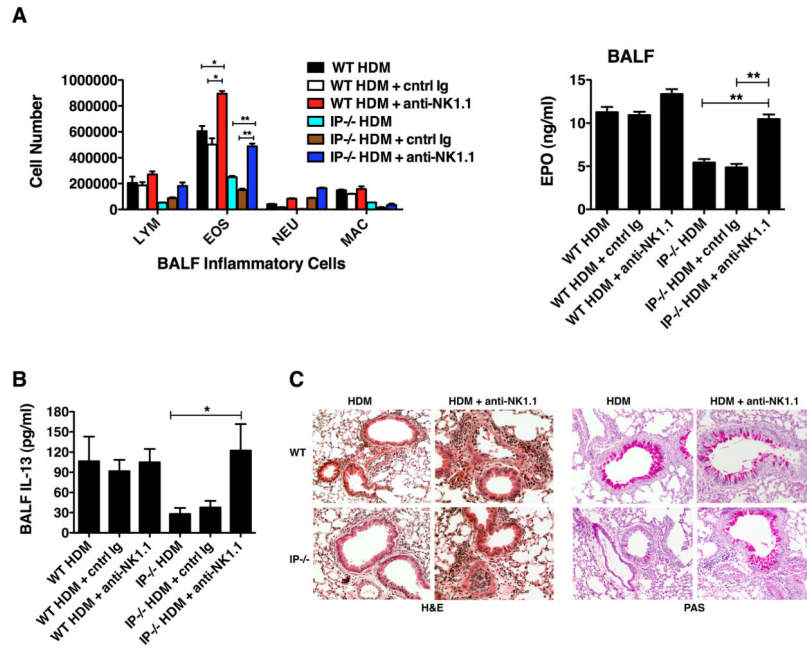 A
Cell Number
1000000
800000
600000
400000
200000
0
LYM
EOS
NEU
MAC
BALF Inflammatory Cells
*
*
**
**
WT HDM
WT HDM + cntrl Ig
WT HDM + anti-NK1.1
IP-/- HDM
IP-/- HDM + cntrl Ig
IP-/- HDM + anti-NK1.1
BALF
EPO (ng/ml)
15
10
5
0
**
**
WT HDM
WT HDM + cntrl Ig
WT HDM + anti-NK1.1
IP-/- HDM
IP-/- HDM + cntrl Ig
IP-/- HDM + anti-NK1.1
B
BALF IL-13 (pg/ml)
180
150
120
90
60
30
0
*
WT HDM
WT HDM + cntrl Ig
WT HDM + anti-NK1.1
IP-/- HDM
IP-/- HDM + cntrl Ig
IP-/- HDM + anti-NK1.1
C
HDM
HDM + anti-NK1.1
HDM
HDM + anti-NK1.1
WT
IP-/-
H&E
PAS